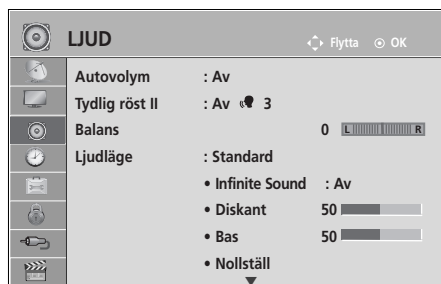 LJUD Flytta OK
Autovolym : Av
Tydlig röst II : Av 3
Balans 0 L R
Ljudläge : Standard
• Infinite Sound : Av
• Diskant 50
• Bas 50
• Nollställ